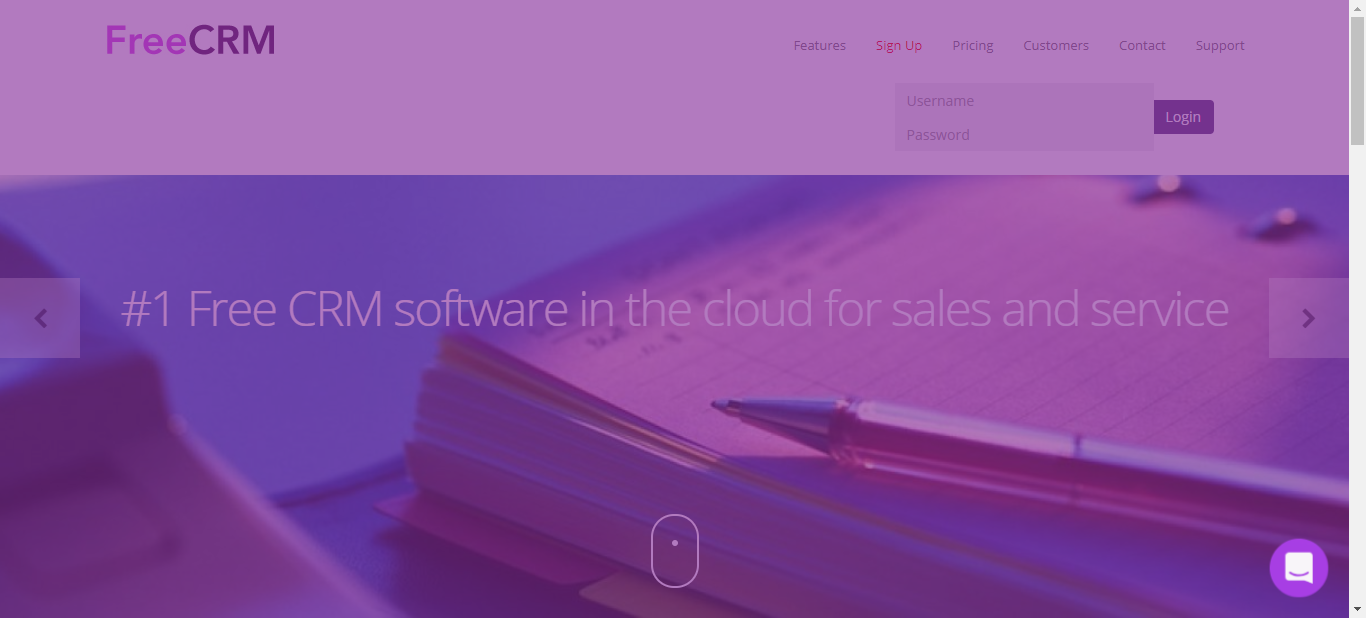 FreeCRM
Features Sign Up Pricing Customers Contact Support
Username
Login
Password
#1 Free CRM software in the cloud for sales and service